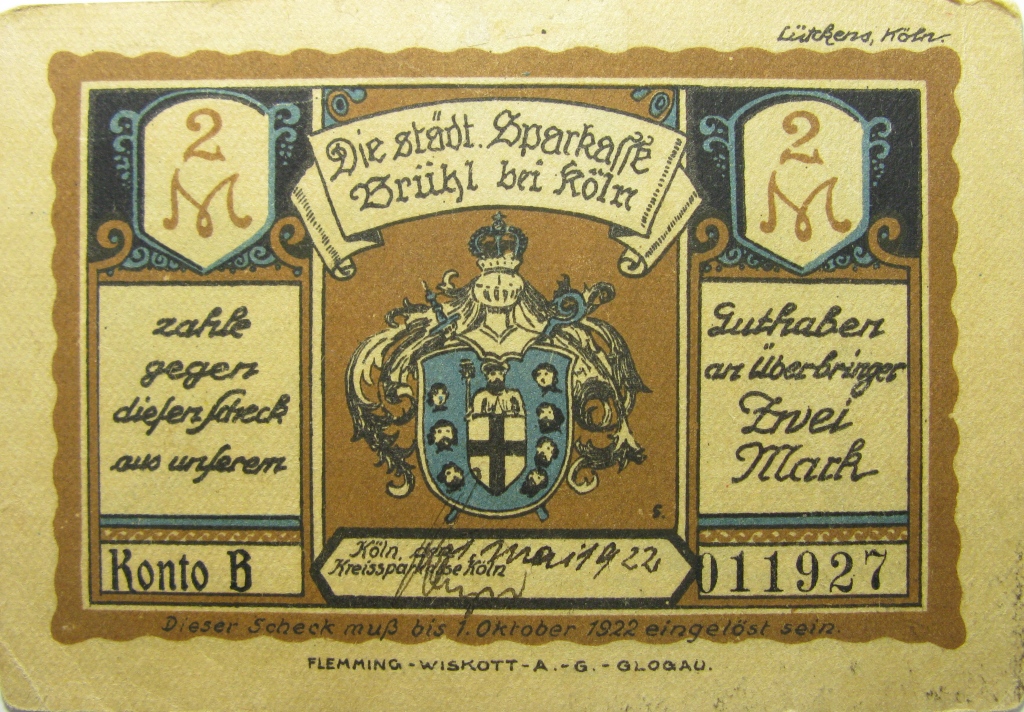 Lütkens, Köln.
2
M
Die städt. Sparkasse
Brühl bei Köln
2
M
zahle
gegen
diesen Scheck
aus unserem
Guthaben
an Überbringer
Zwei
Mark
S.
Konto B
Köln, den 1. Mai 1922
Kreissparkasse Köln
011927
Dieser Scheck muß bis 1. Oktober 1922 eingelöst sein.
FLEMMING-WISKOTT-A.-G.-GLOGAU.